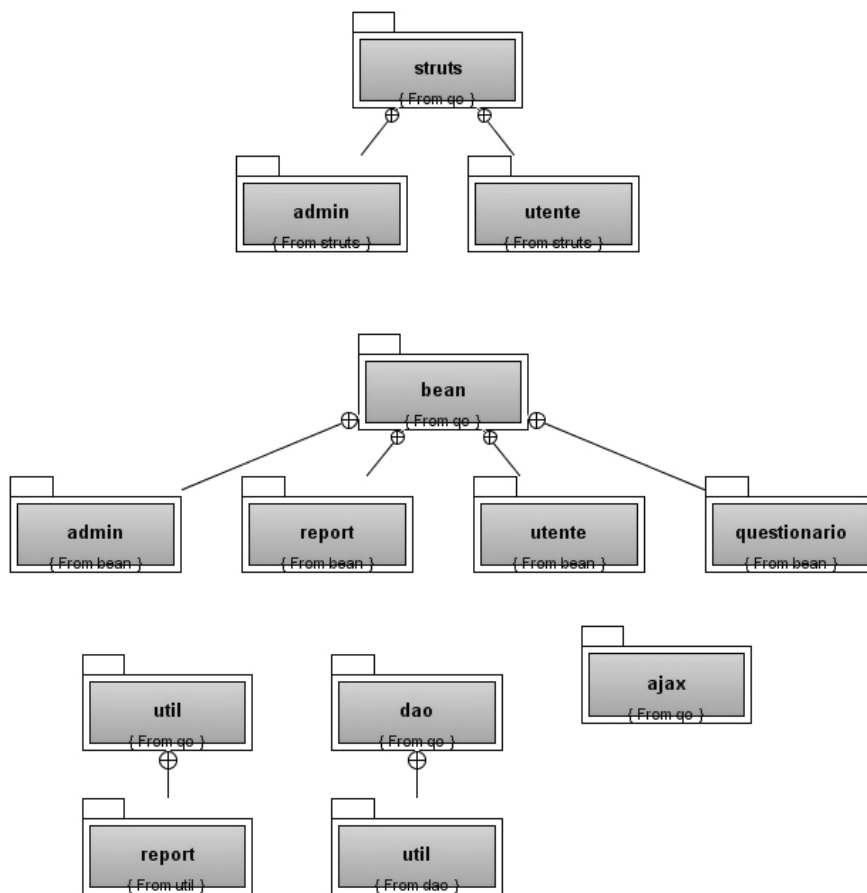 struts
{ From qo }
admin
{ From struts }
utente
{ From struts }
bean
{ From qo }
admin
{ From bean }
report
{ From bean }
utente
{ From bean }
questionario
{ From bean }
util
{ From qo }
dao
{ From qo }
ajax
{ From qo }
report
{ From util }
util
{ From dao }